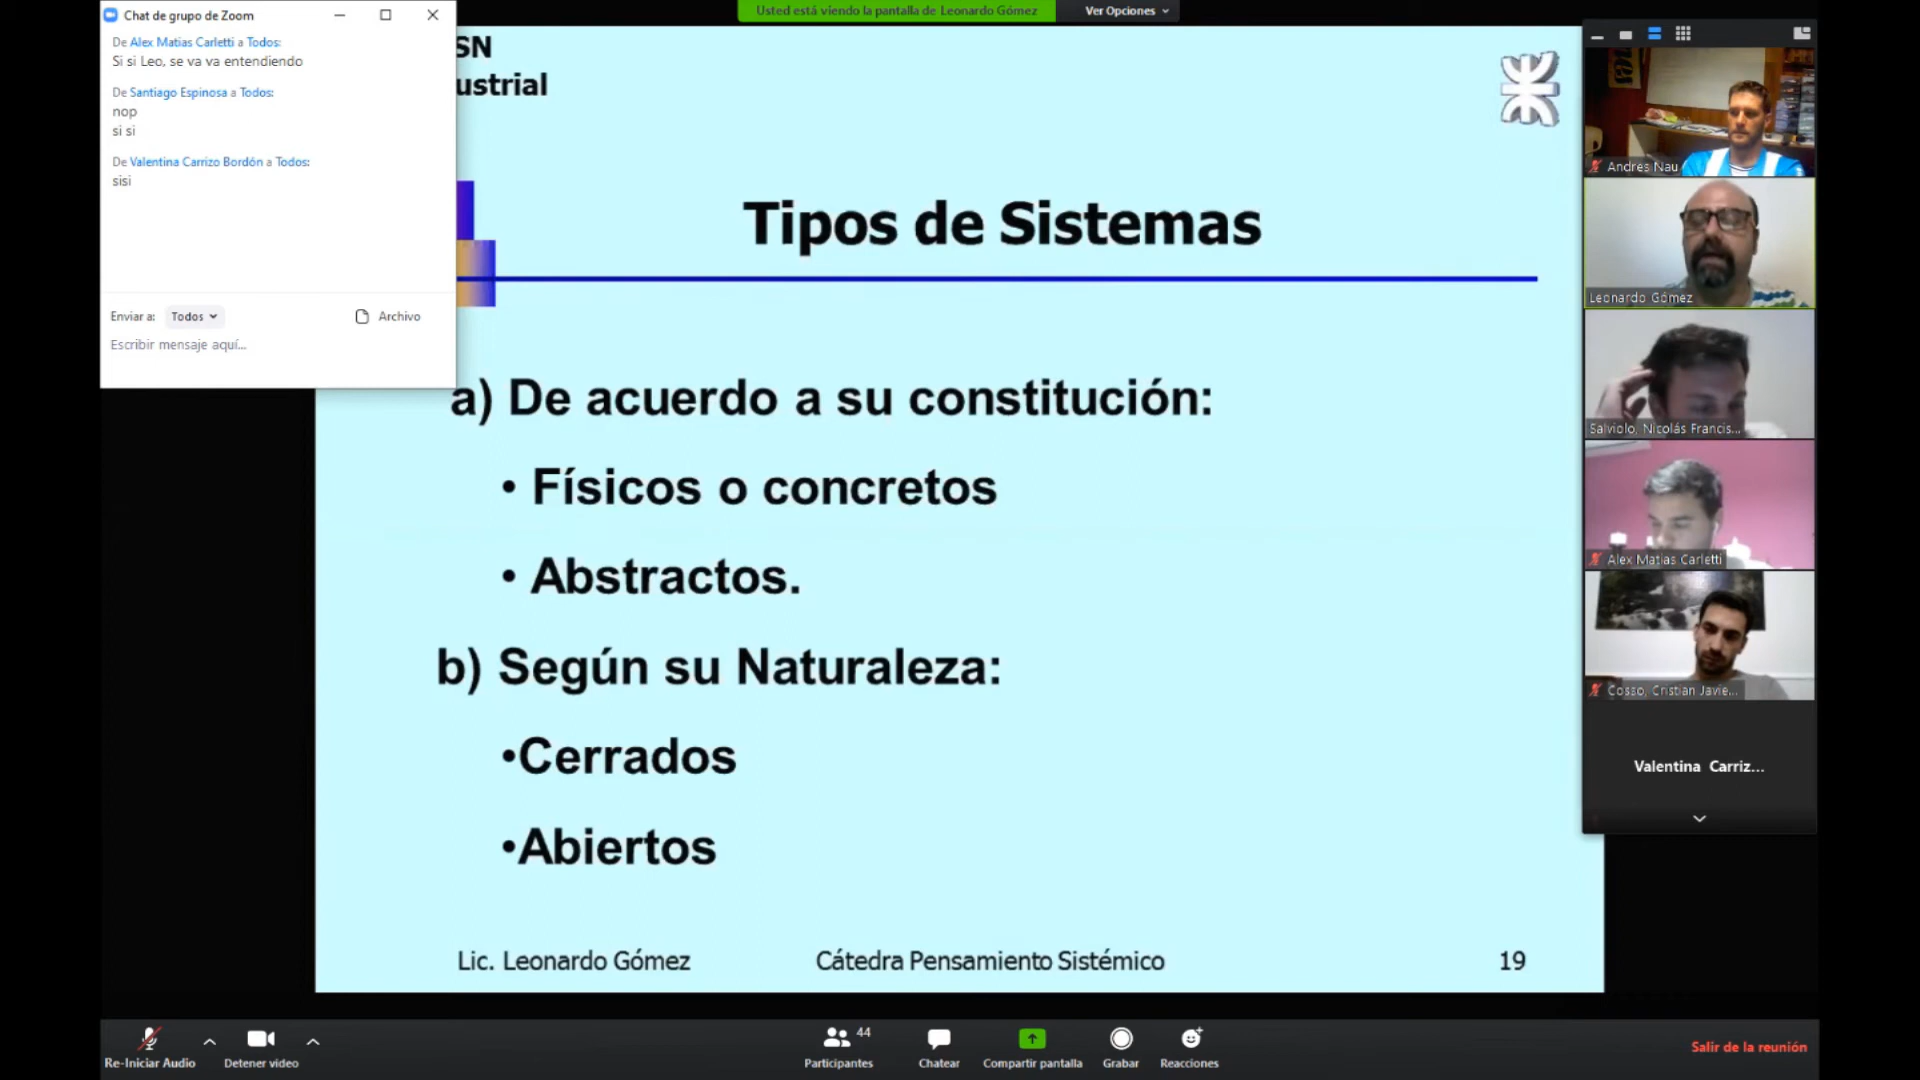 Chat de grupo de Zoom
De Alex Matias Carletti a Todos:
Si si Leo, se va va entendiendo
De Santiago Espinosa a Todos:
nop
si si
De Valentina Carrizo Bordón a Todos:
sisi
Enviar a: Todos
Archivo
Escribir mensaje aquí...
Usted está viendo la pantalla de Leonardo Gómez
Ver Opciones
SN
ustrial
Tipos de Sistemas
a) De acuerdo a su constitución:
• Físicos o concretos
• Abstractos.
b) Según su Naturaleza:
•Cerrados
•Abiertos
Lic. Leonardo Gómez
Cátedra Pensamiento Sistémico
19
Andres Nau
Leonardo Gómez
Salviolo, Nicolás Francis...
Alex Matias Carletti
Cosso, Cristian Javie...
Valentina Carriz...
Re-Iniciar Audio
Detener video
Participantes
44
Chatear
Compartir pantalla
Grabar
Reacciones
Salir de la reunión